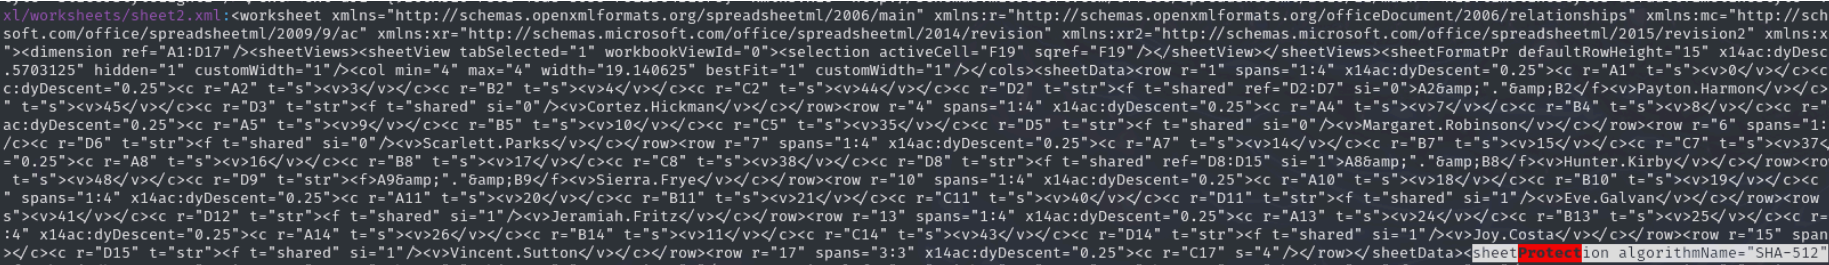 xl/worksheets/sheet2.xml:<worksheet xmlns="http://schemas.openxmlformats.org/spreadsheetml/2006/main" xmlns:r="http://schemas.openxmlformats.org/officeDocument/2006/relationships" xmlns:mc="http://sch
soft.com/office/spreadsheetml/2009/9/ac" xmlns:xr="http://schemas.microsoft.com/office/spreadsheetml/2014/revision" xmlns:xr2="http://schemas.microsoft.com/office/spreadsheetml/2015/revision2" xmlns:x
"><dimension ref="A1:D17"/><sheetViews><sheetView tabSelected="1" workbookViewId="0"><selection activeCell="F19" sqref="F19"/></sheetView></sheetViews><sheetFormatPr defaultRowHeight="15" x14ac:dyDesc
.5703125" hidden="1" customWidth="1"/><col min="4" max="4" width="19.140625" bestFit="1" customWidth="1"/></cols><sheetData><row r="1" spans="1:4" x14ac:dyDescent="0.25"><c r="A1" t="s"><v>0</v></c><c
c:dyDescent="0.25"><c r="A2" t="s"><v>3</v></c><c r="B2" t="s"><v>4</v></c><c r="C2" t="s"><v>44</v></c><c r="D2" t="str"><f t="shared" ref="D2:D7" si="0">A2&amp;"."&amp;B2</f><v>Payton.Harmon</v></c>
" t="s"><v>45</v></c><c r="D3" t="str"><f t="shared" si="0"/><v>Cortez.Hickman</v></c></row><row r="4" spans="1:4" x14ac:dyDescent="0.25"><c r="A4" t="s"><v>7</v></c><c r="B4" t="s"><v>8</v></c><c r="
ac:dyDescent="0.25"><c r="A5" t="s"><v>9</v></c><c r="B5" t="s"><v>10</v></c><c r="C5" t="s"><v>35</v></c><c r="D5" t="str"><f t="shared" si="0"/><v>Margaret.Robinson</v></c></row><row r="6" spans="1:
/c><c r="D6" t="str"><f t="shared" si="0"/><v>Scarlett.Parks</v></c></row><row r="7" spans="1:4" x14ac:dyDescent="0.25"><c r="A7" t="s"><v>14</v></c><c r="B7" t="s"><v>15</v></c><c r="C7" t="s"><v>37<
="0.25"><c r="A8" t="s"><v>16</v></c><c r="B8" t="s"><v>17</v></c><c r="C8" t="s"><v>38</v></c><c r="D8" t="str"><f t="shared" ref="D8:D15" si="1">A8&amp;"."&amp;B8</f><v>Hunter.Kirby</v></c></row><ro
 t="s"><v>48</v></c><c r="D9" t="str"><f>A9&amp;"."&amp;B9</f><v>Sierra.Frye</v></c></row><row r="10" spans="1:4" x14ac:dyDescent="0.25"><c r="A10" t="s"><v>18</v></c><c r="B10" t="s"><v>19</v></c><c
" spans="1:4" x14ac:dyDescent="0.25"><c r="A11" t="s"><v>20</v></c><c r="B11" t="s"><v>21</v></c><c r="C11" t="s"><v>40</v></c><c r="D11" t="str"><f t="shared" si="1"/><v>Eve.Galvan</v></c></row><row
s"><v>41</v></c><c r="D12" t="str"><f t="shared" si="1"/><v>Jeramiah.Fritz</v></c></row><row r="13" spans="1:4" x14ac:dyDescent="0.25"><c r="A13" t="s"><v>24</v></c><c r="B13" t="s"><v>25</v></c><c r=
:4" x14ac:dyDescent="0.25"><c r="A14" t="s"><v>26</v></c><c r="B14" t="s"><v>11</v></c><c r="C14" t="s"><v>43</v></c><c r="D14" t="str"><f t="shared" si="1"/><v>Joy.Costa</v></c></row><row r="15" span
></c><c r="D15" t="str"><f t="shared" si="1"/><v>Vincent.Sutton</v></c></row><row r="17" spans="3:3" x14ac:dyDescent="0.25"><c r="C17" s="4"/></row></sheetData><sheetProtection algorithmName="SHA-512"